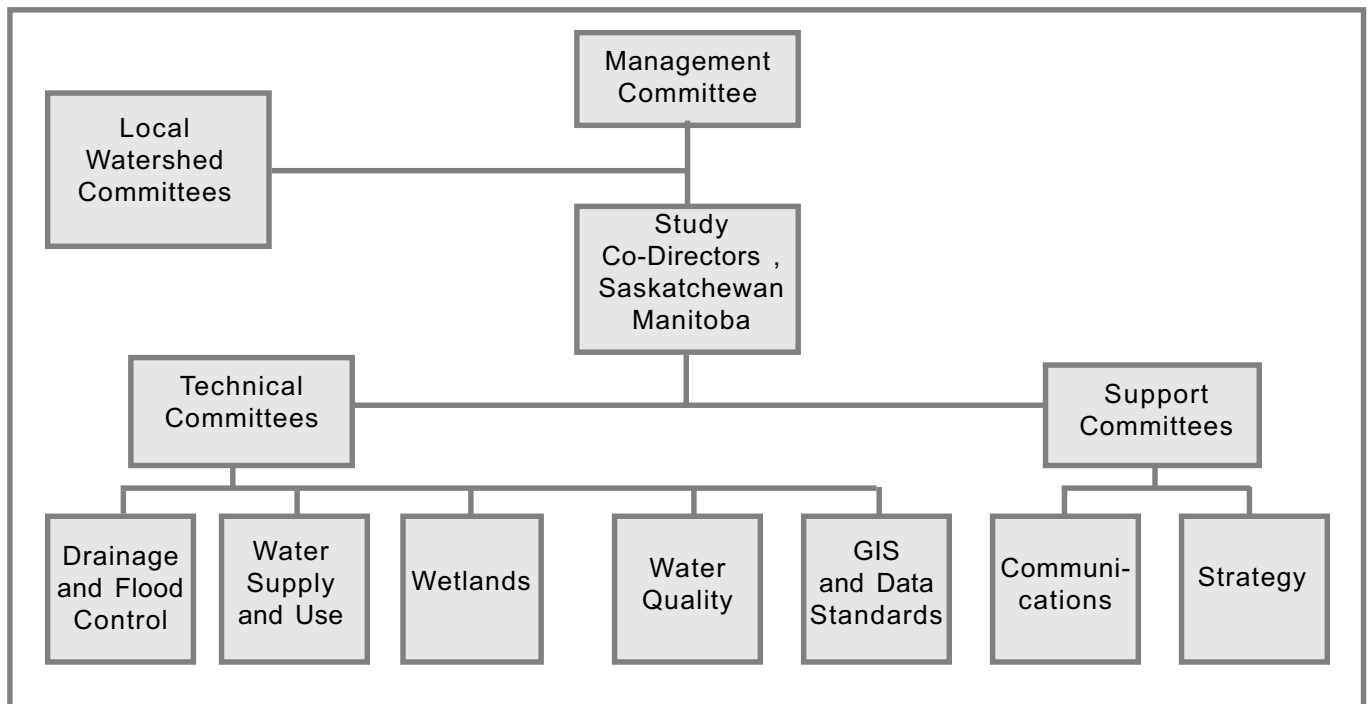 Management
Committee
Local
Watershed
Committees
Study
Co-Directors ,
Saskatchewan
Manitoba
Technical
Committees
Support
Committees
Drainage
and Flood
Control
Water
Supply
and Use
Wetlands
Water
Quality
GIS
and Data
Standards
Communi-
cations
Strategy